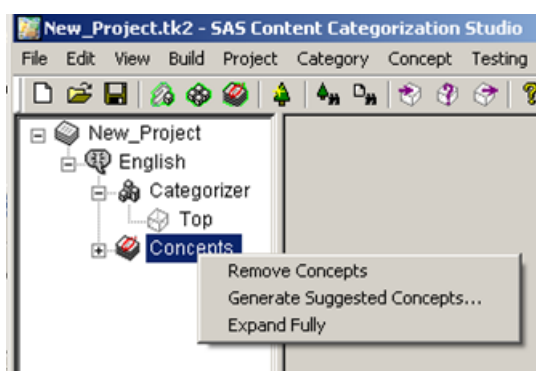 New_Project.tk2 - SAS Content Categorization Studio
File Edit View Build Project Category Concept Testing
New_Project
English
Categorizer
Top
Concepts
Remove Concepts
Generate Suggested Concepts...
Expand Fully